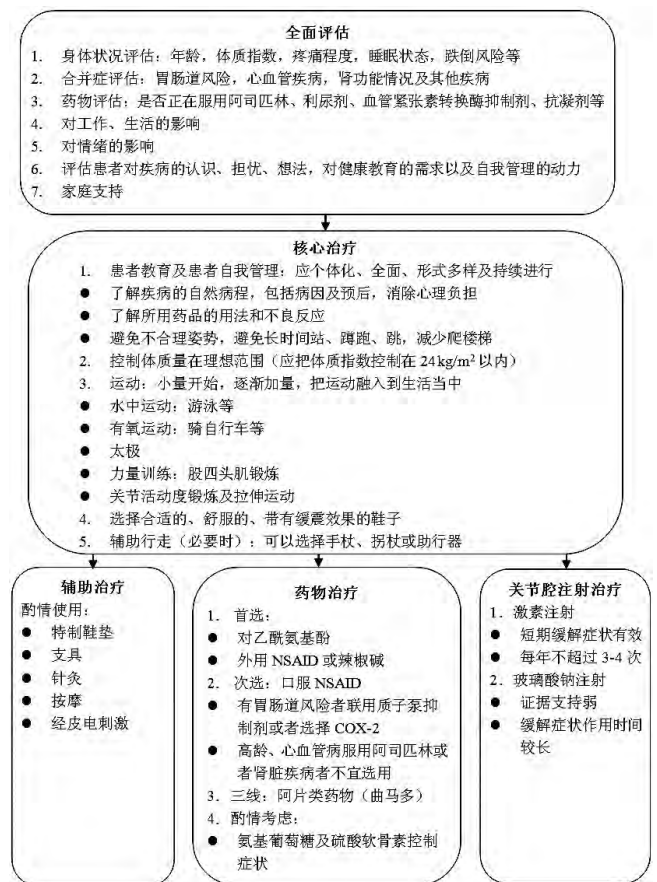 全面评估
1. 身体状况评估：年龄，体质指数，疼痛程度，睡眠状态，跌倒风险等
2. 合并症评估：胃肠道风险，心血管疾病，肾功能情况及其他疾病
3. 药物评估：是否正在服用阿司匹林、利尿剂、血管紧张素转换酶抑制剂、抗凝剂等
4. 对工作、生活的影响
5. 对情绪的影响
6. 评估患者对疾病的认识、担忧、想法，对健康教育的需求以及自我管理的动力
7. 家庭支持
核心治疗
1. 患者教育及患者自我管理：应个体化、全面、形式多样及持续进行
● 了解疾病的自然病程，包括病因及预后，消除心理负担
● 了解所用药品的用法和不良反应
● 避免不合理姿势，避免长时间站、蹲跑、跳，减少爬楼梯
2. 控制体质量在理想范围（应把体质指数控制在 24kg/m² 以内）
3. 运动：小量开始，逐渐加量，把运动融入到生活当中
● 水中运动：游泳等
● 有氧运动：骑自行车等
● 太极
● 力量训练：股四头肌锻炼
● 关节活动度锻炼及拉伸运动
4. 选择合适的、舒服的、带有缓震效果的鞋子
5. 辅助行走（必要时）：可以选择手杖、拐杖或助行器
辅助治疗
酌情使用：
● 特制鞋垫
● 支具
● 针灸
● 按摩
● 经皮电刺激
药物治疗
1. 首选：
● 对乙酰氨基酚
● 外用 NSAID 或辣椒碱
2. 次选：口服 NSAID
● 有胃肠道风险者联用质子泵抑
制剂或者选择 COX-2
● 高龄、心血管病服用阿司匹林或
者肾脏疾病者不宜选用
3. 三线：阿片类药物（曲马多）
4. 酌情考虑：
● 氨基葡萄糖及硫酸软骨素控制
症状
关节腔注射治疗
1. 激素注射
● 短期缓解症状有效
● 每年不超过 3-4 次
2. 玻璃酸钠注射
● 证据支持弱
● 缓解症状作用时间
较长